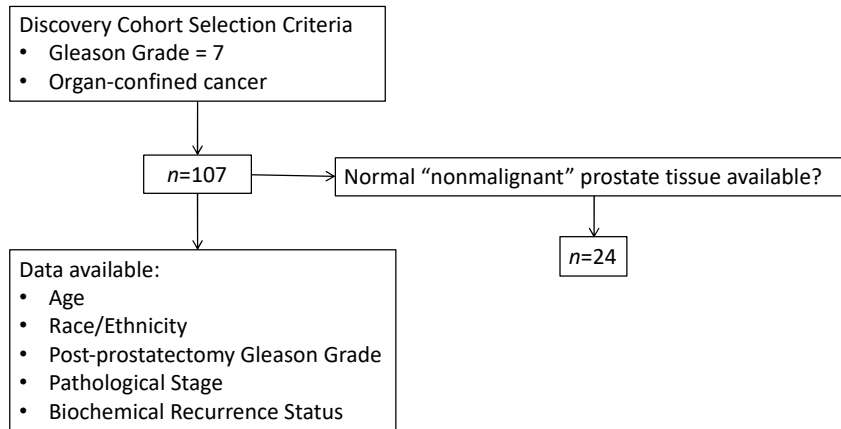 Discovery Cohort Selection Criteria
• Gleason Grade = 7
• Organ-confined cancer
n=107
Normal “nonmalignant” prostate tissue available?
n=24
Data available:
• Age
• Race/Ethnicity
• Post-prostatectomy Gleason Grade
• Pathological Stage
• Biochemical Recurrence Status